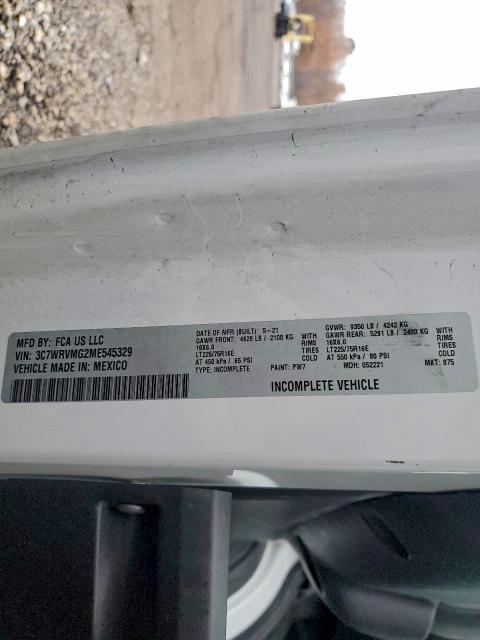 MFD BY: FCA US LLC
VIN: 3C7WRVMG2ME545329
VEHICLE MADE IN: MEXICO
DATE OF MFR (BUILT): 5-21
GAWR FRONT: 4629 LB / 2100 KG WITH
16X6.0 RIMS
LT225/75R16E TIRES
AT 450 kPa / 65 PSI COLD
TYPE: INCOMPLETE PAINT: PW7
GVWR: 9350 LB / 4242 KG
GAWR REAR: 5291 LB / 2400 KG WITH
16X6.0 RIMS
LT225/75R16E TIRES
AT 550 kPa / 80 PSI COLD
MDH: 052221 MKT: 875
INCOMPLETE VEHICLE